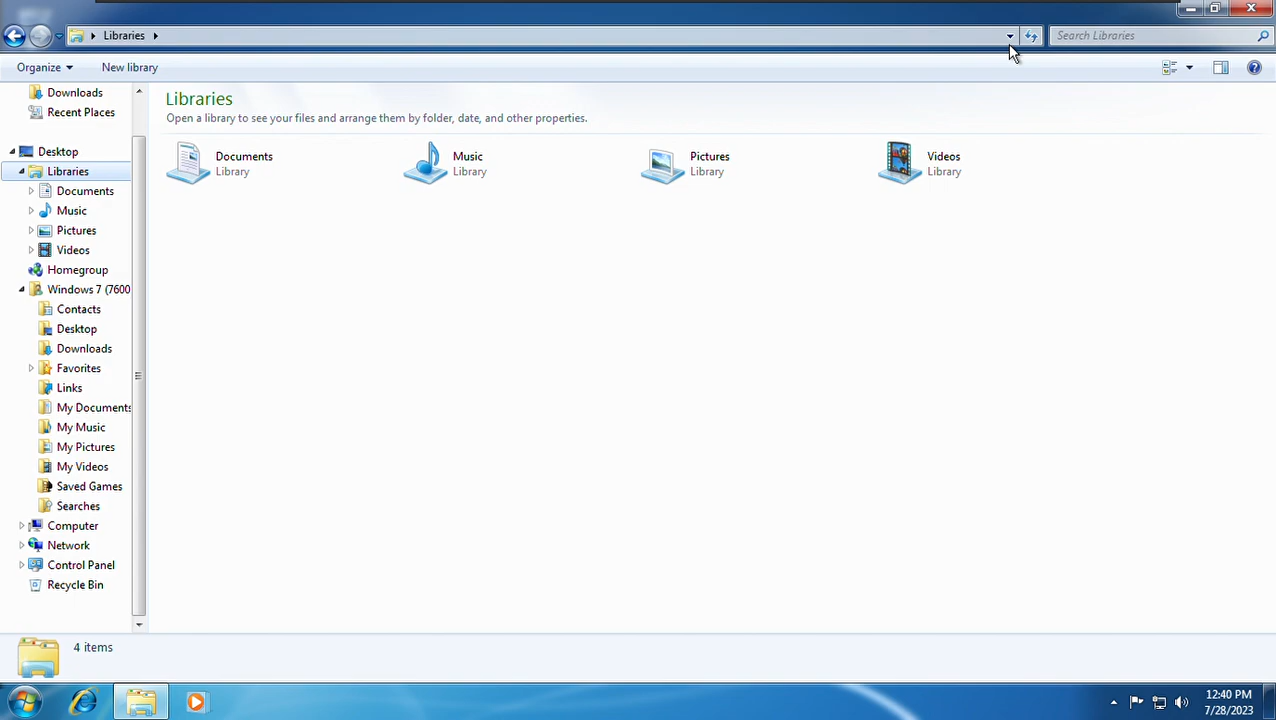 Libraries
Search Libraries
Organize
New library
Downloads
Recent Places
Desktop
Libraries
Documents
Music
Pictures
Videos
Homegroup
Windows 7 (7600
Contacts
Desktop
Downloads
Favorites
Links
My Documents
My Music
My Pictures
My Videos
Saved Games
Searches
Computer
Network
Control Panel
Recycle Bin
Libraries
Open a library to see your files and arrange them by folder, date, and other properties.
Documents
Library
Music
Library
Pictures
Library
Videos
Library
4 items
12:40 PM
7/28/2023